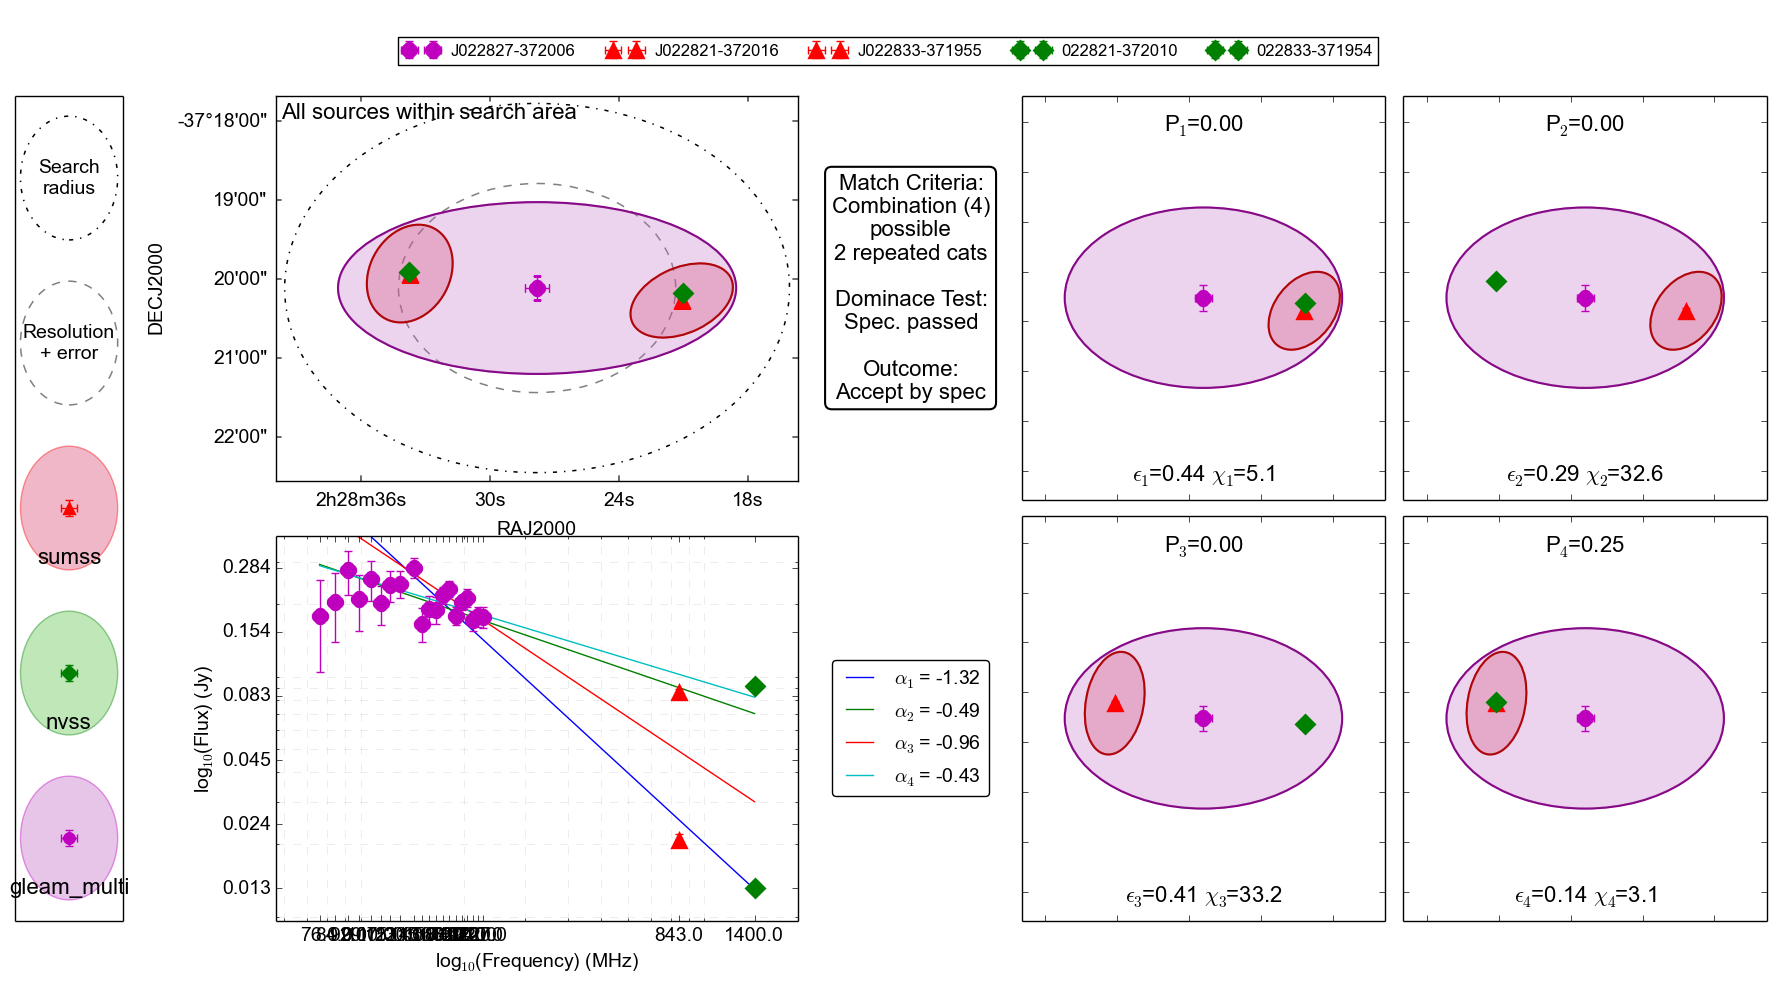 J022827-372006 J022821-372016 J022833-371955 022821-372010 022833-371954
Search
radius
Resolution
+ error
sumss
nvss
gleam_multi
All sources within search area
DECJ2000
-37°18'00"
19'00"
20'00"
21'00"
22'00"
2h28m36s 30s 24s 18s
RAJ2000
Match Criteria:
Combination (4)
possible
2 repeated cats
Dominace Test:
Spec. passed
Outcome:
Accept by spec
P1=0.00
ϵ1=0.44 χ1=5.1
P2=0.00
ϵ2=0.29 χ2=32.6
log10(Flux) (Jy)
0.284
0.154
0.083
0.045
0.024
0.013
843.0 1400.0
log10(Frequency) (MHz)
α1 = -1.32
α2 = -0.49
α3 = -0.96
α4 = -0.43
P3=0.00
ϵ3=0.41 χ3=33.2
P4=0.25
ϵ4=0.14 χ4=3.1